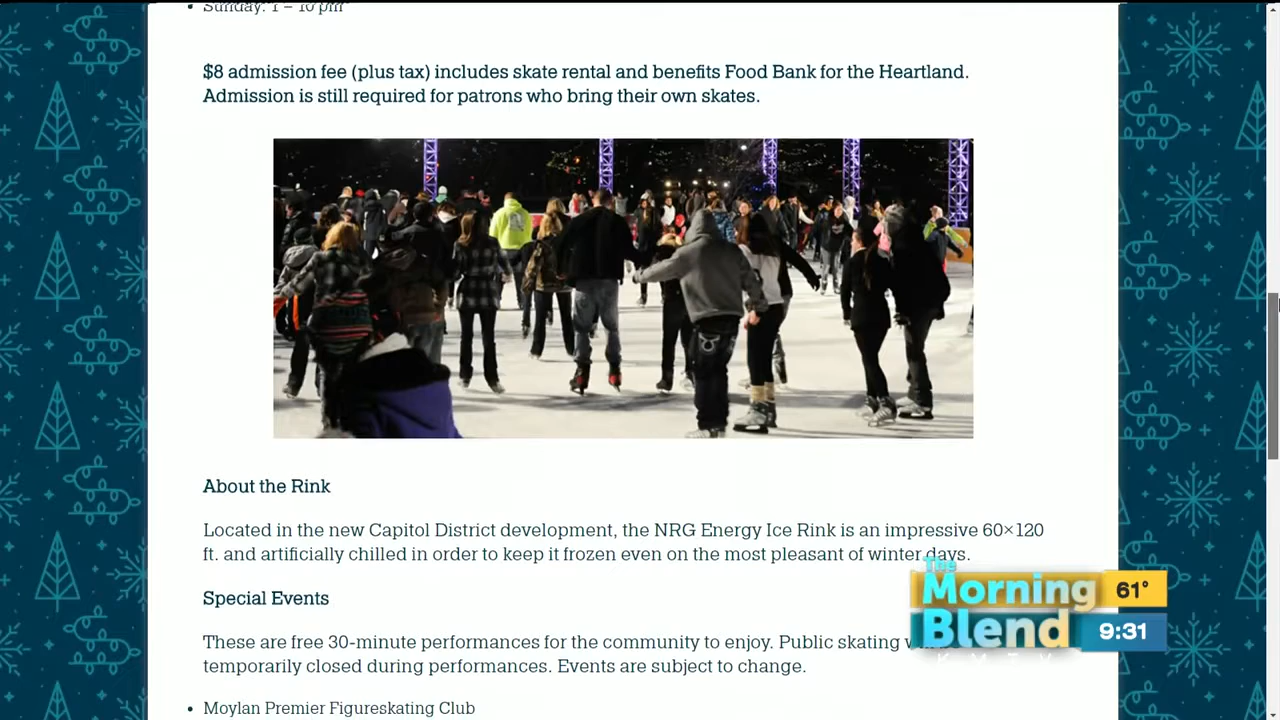 Sunday: 1 – 10 pm
$8 admission fee (plus tax) includes skate rental and benefits Food Bank for the Heartland.
Admission is still required for patrons who bring their own skates.
About the Rink
Located in the new Capitol District development, the NRG Energy Ice Rink is an impressive 60×120
ft. and artificially chilled in order to keep it frozen even on the most pleasant of winter days.
Special Events
These are free 30-minute performances for the community to enjoy. Public skating
temporarily closed during performances. Events are subject to change.
Moylan Premier Figureskating Club
The
Morning
Blend
61°
9:31